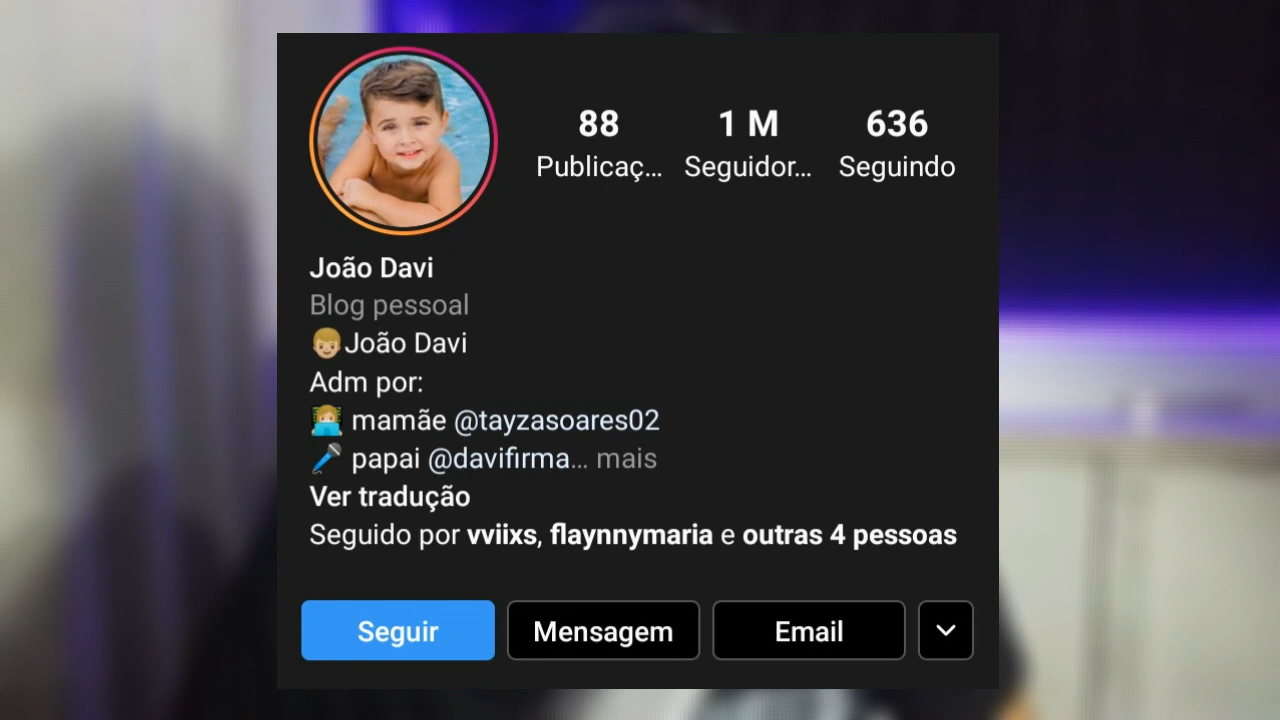 88 1 M 636
Publicaç... Seguidor... Seguindo
João Davi
Blog pessoal
João Davi
Adm por:
mamãe @tayzasoares02
papai @davifirma... mais
Ver tradução
Seguido por vviixs, flaynnymaria e outras 4 pessoas
Seguir Mensagem Email